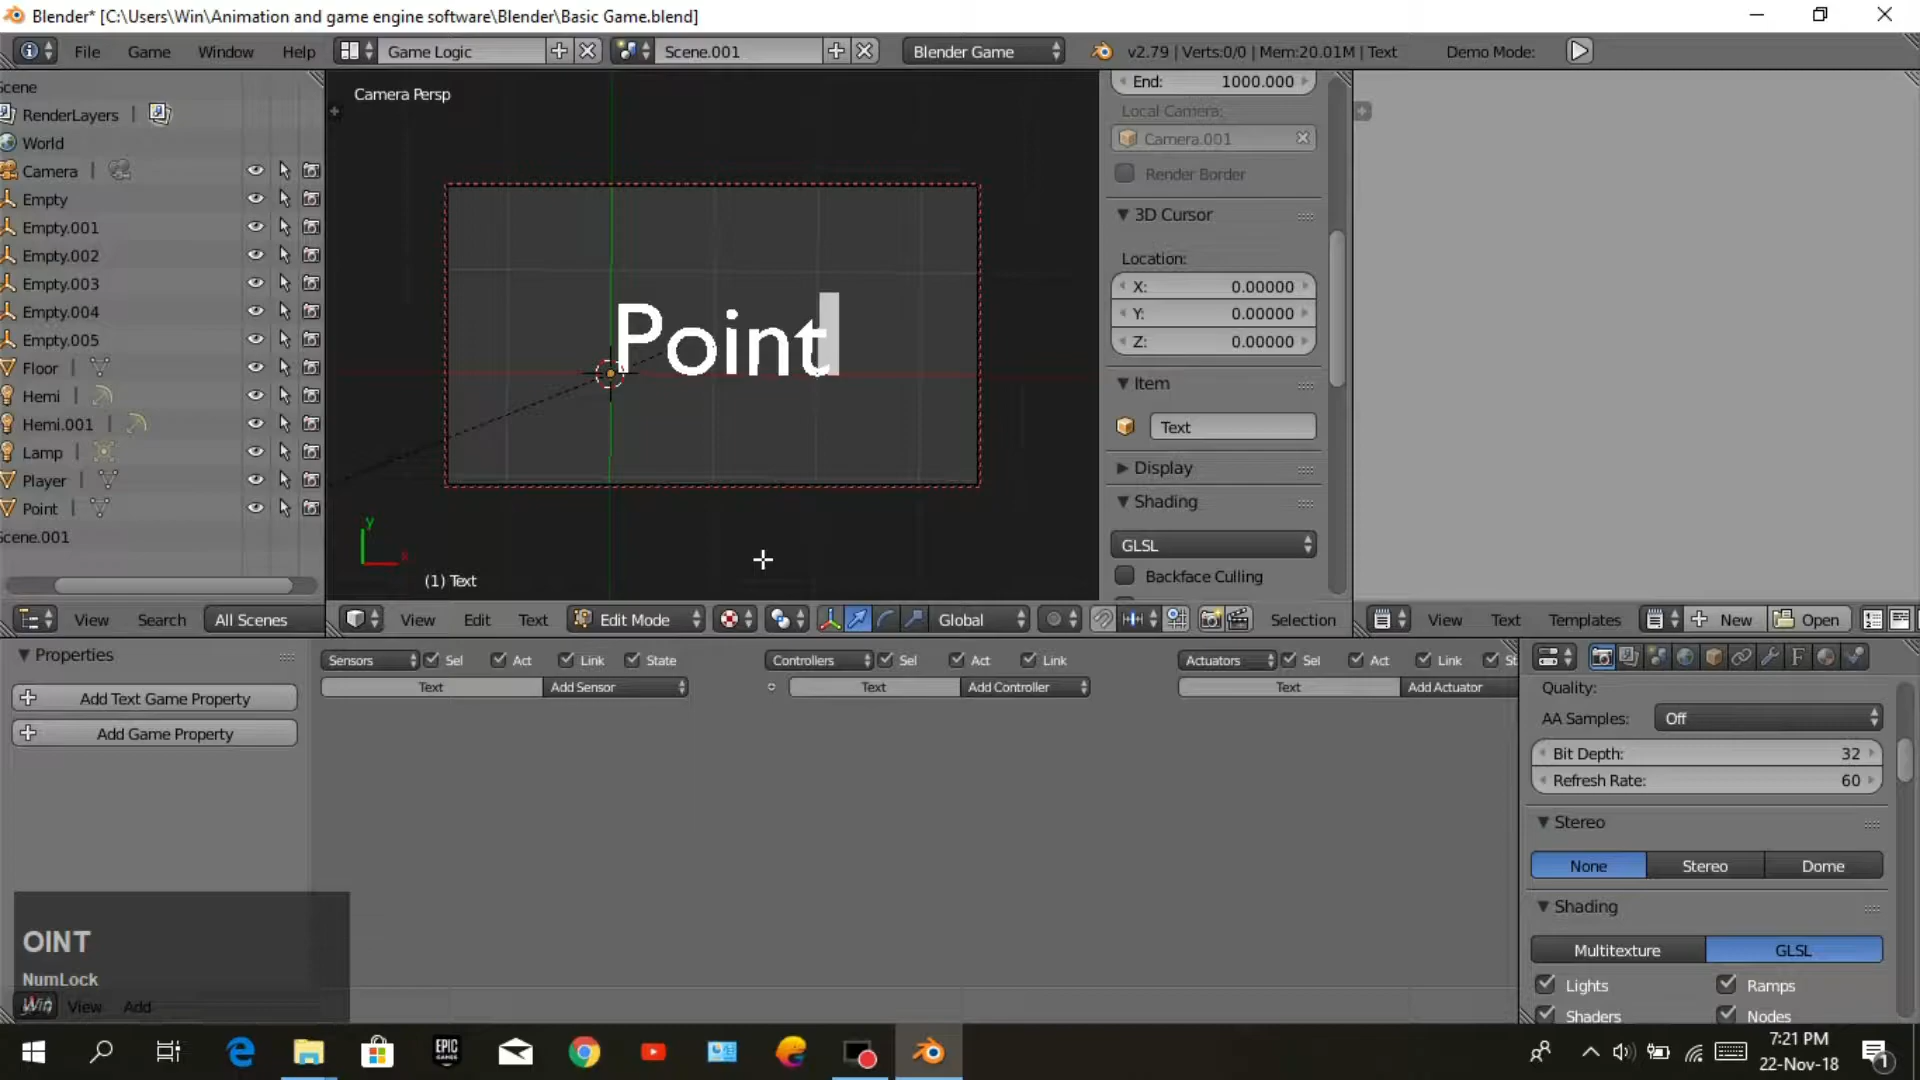 Blender* [C:\Users\Win\Animation and game engine software\Blender\Basic Game.blend]
File Game Window Help Game Logic Scene.001 Blender Game v2.79 | Verts:0/0 | Mem:20.01M | Text Demo Mode:
Scene
RenderLayers
World
Camera
Empty
Empty.001
Empty.002
Empty.003
Empty.004
Empty.005
Floor
Hemi
Hemi.001
Lamp
Player
Point
Scene.001
View Search All Scenes
Camera Persp
Point
y
x
(1) Text
View Edit Text Edit Mode Global Selection
End: 1000.000
Local Camera:
Camera.001
Render Border
3D Cursor
Location:
X: 0.00000
Y: 0.00000
Z: 0.00000
Item
Text
Display
Shading
GLSL
Backface Culling
View Text Templates New Open
Properties
Add Text Game Property
Add Game Property
Sensors Sel Act Link State
Text Add Sensor
Controllers Sel Act Link
Text Add Controller
Actuators Sel Act Link St
Text Add Actuator
Quality:
AA Samples: Off
Bit Depth: 32
Refresh Rate: 60
Stereo
None Stereo Dome
Shading
Multitexture GLSL
Lights Ramps
Shaders Nodes
OINT
NumLock
Win View Add
EPIC GAMES
7:21 PM
22-Nov-18
1